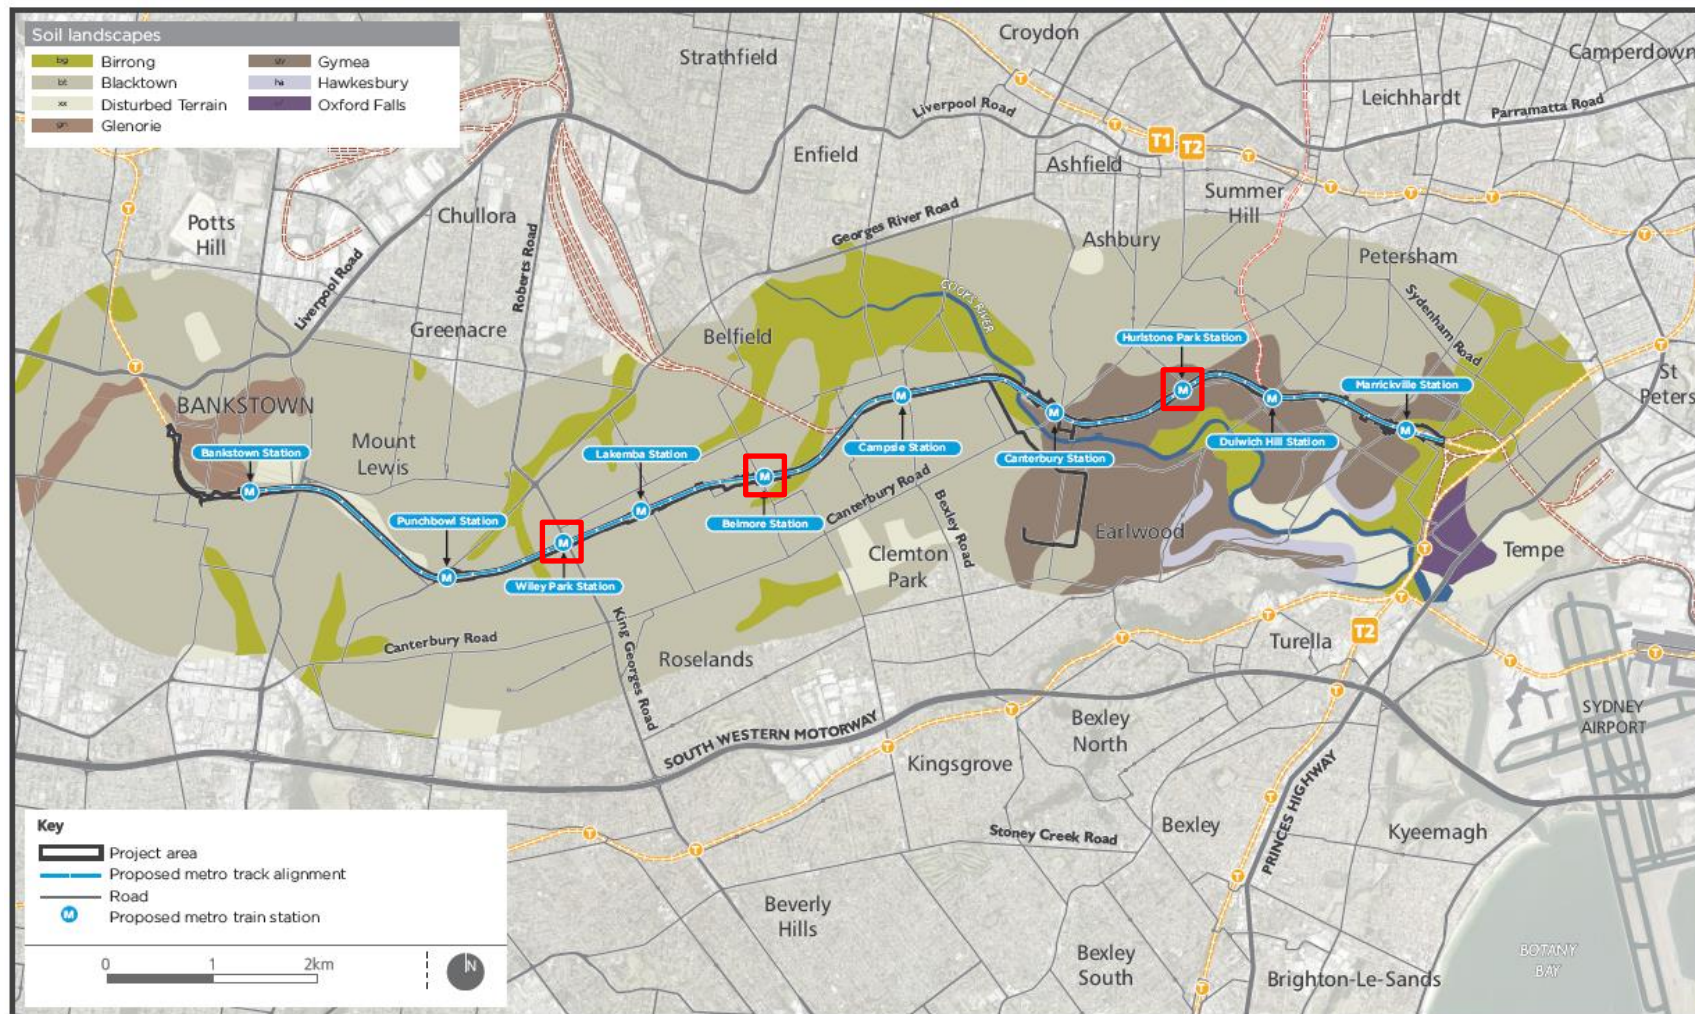 Soil landscapes
bg Birrong
bt Blacktown
xx Disturbed Terrain
gn Glenorie
gy Gymea
ha Hawkesbury
Oxford Falls
Strathfield
Croydon
Camperdown
Leichhardt
Parramatta Road
Liverpool Road
T1
T2
Enfield
Ashfield
Summer
Hill
Potts
Hill
Chullora
Roberts Road
Liverpool Road
Georges River Road
Ashbury
Petersham
Sydenham Road
COOKS RIVER
Greenacre
Belfield
Hurlstone Park Station
Marrickville Station
St
Peters
BANKSTOWN
Mount
Lewis
Bankstown Station
Lakemba Station
Campsie Station
Canterbury Station
Dulwich Hill Station
Punchbowl Station
Belmore Station
Canterbury Road
Bexley Road
Wiley Park Station
Clemton
Park
Earlwood
Tempe
Canterbury Road
King Georges Road
Roselands
Turella
T2
SOUTH WESTERN MOTORWAY
Bexley
North
SYDNEY
AIRPORT
Kingsgrove
PRINCES HIGHWAY
Stoney Creek Road
Bexley
Kyeemagh
Beverly
Hills
Bexley
South
Brighton-Le-Sands
BOTANY
BAY
Key
Project area
Proposed metro track alignment
Road
M Proposed metro train station
0 1 2km
N